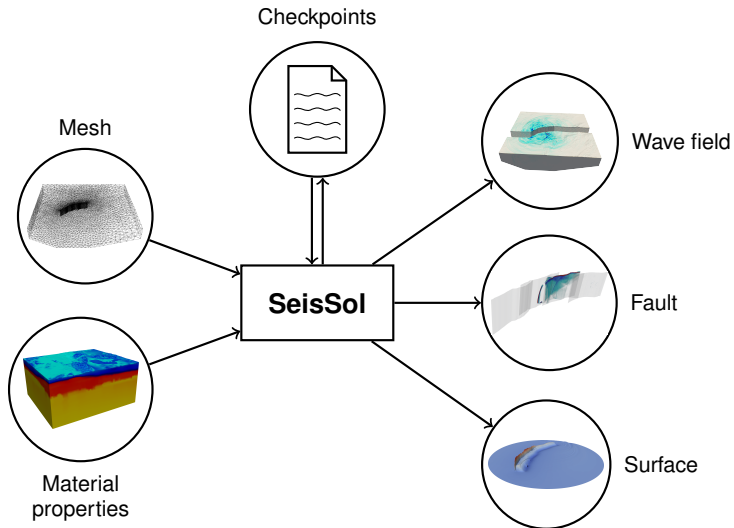 Checkpoints
Mesh
Wave field
SeisSol
Fault
Material
properties
Surface